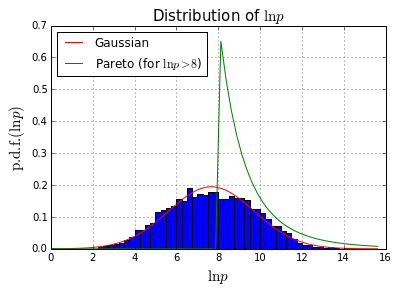 Distribution of ln p
Gaussian
Pareto (for ln p > 8)
p.d.f.(ln p)
0.7
0.6
0.5
0.4
0.3
0.2
0.1
0.0
0 2 4 6 8 10 12 14 16
ln p